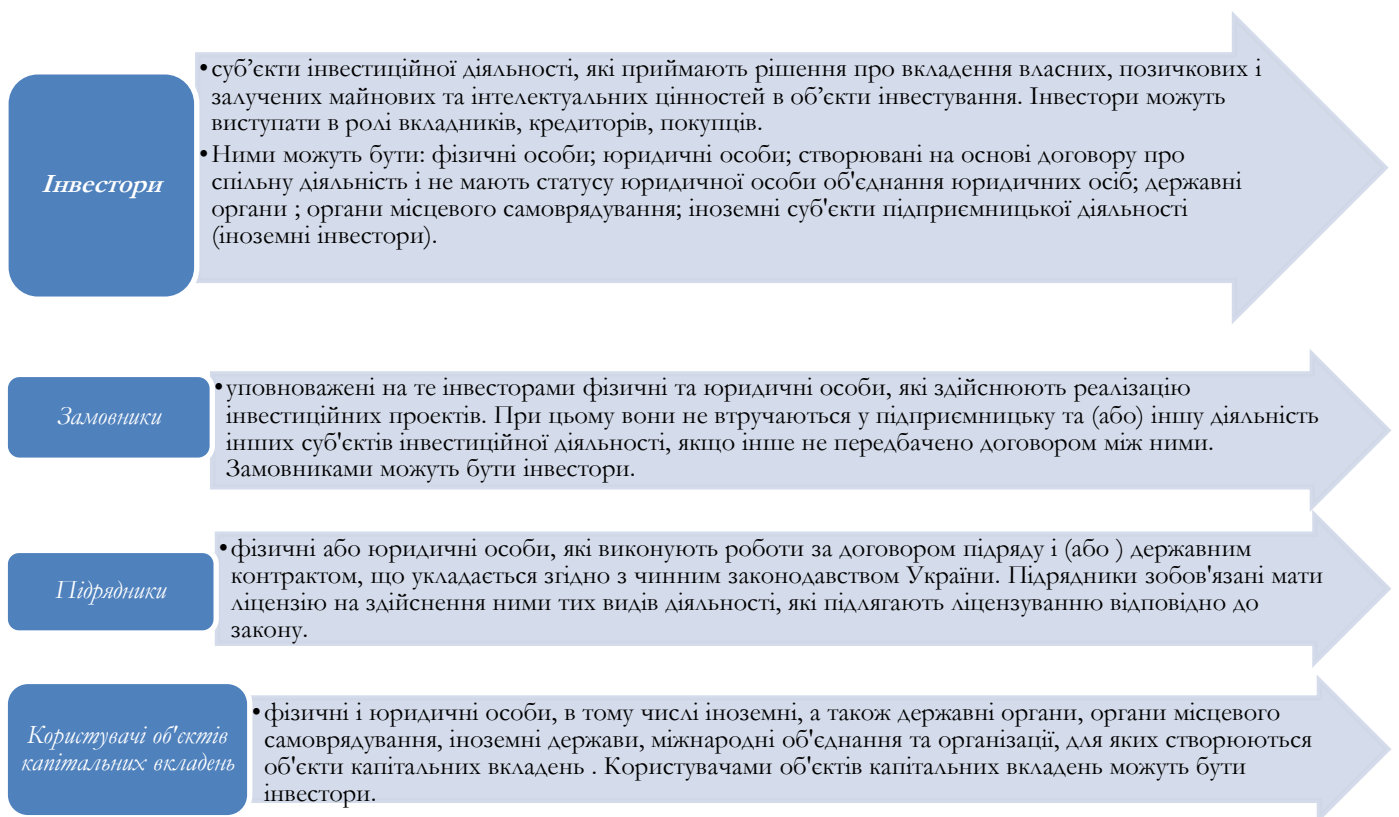 Інвестори
•суб’єкти інвестиційної діяльності, які приймають рішення про вкладення власних, позичкових і
залучених майнових та інтелектуальних цінностей в об’єкти інвестування. Інвестори можуть
виступати в ролі вкладників, кредиторів, покупців.
•Ними можуть бути: фізичні особи; юридичні особи; створювані на основі договору про
спільну діяльність і не мають статусу юридичної особи об'єднання юридичних осіб; державні
органи ; органи місцевого самоврядування; іноземні суб'єкти підприємницької діяльності
(іноземні інвестори).
Замовники
•уповноважені на те інвесторами фізичні та юридичні особи, які здійснюють реалізацію
інвестиційних проектів. При цьому вони не втручаються у підприємницьку та (або) іншу діяльність
інших суб'єктів інвестиційної діяльності, якщо інше не передбачено договором між ними.
Замовниками можуть бути інвестори.
Підрядники
•фізичні або юридичні особи, які виконують роботи за договором підряду і (або ) державним
контрактом, що укладається згідно з чинним законодавством України. Підрядники зобов'язані мати
ліцензію на здійснення ними тих видів діяльності, які підлягають ліцензуванню відповідно до
закону.
Користувачі об'єктів
капітальних вкладень
•фізичні і юридичні особи, в тому числі іноземні, а також державні органи, органи місцевого
самоврядування, іноземні держави, міжнародні об'єднання та організації, для яких створюються
об'єкти капітальних вкладень . Користувачами об'єктів капітальних вкладень можуть бути
інвестори.